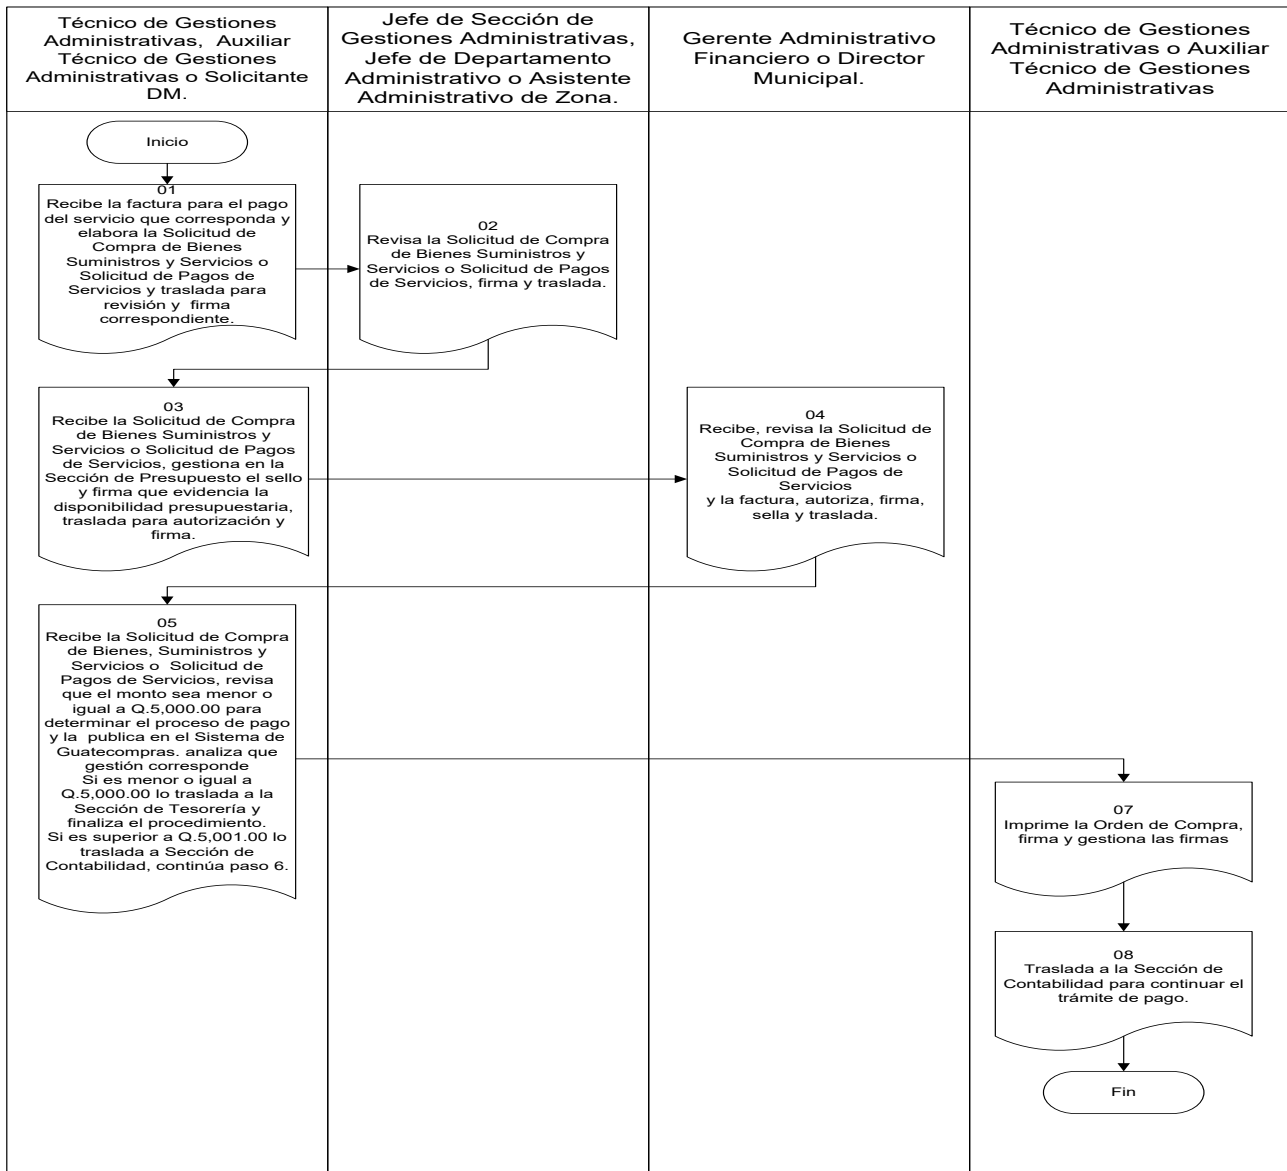 Técnico de Gestiones
Administrativas, Auxiliar
Técnico de Gestiones
Administrativas o Solicitante
DM.
Jefe de Sección de
Gestiones Administrativas,
Jefe de Departamento
Administrativo o Asistente
Administrativo de Zona.
Gerente Administrativo
Financiero o Director
Municipal.
Técnico de Gestiones
Administrativas o Auxiliar
Técnico de Gestiones
Administrativas
Inicio
01
Recibe la factura para el pago
del servicio que corresponda y
elabora la Solicitud de
Compra de Bienes
Suministros y Servicios o
Solicitud de Pagos de
Servicios y traslada para
revisión y firma
correspondiente.
02
Revisa la Solicitud de Compra
de Bienes Suministros y
Servicios o Solicitud de Pagos
de Servicios, firma y traslada.
03
Recibe la Solicitud de Compra
de Bienes Suministros y
Servicios o Solicitud de Pagos
de Servicios, gestiona en la
Sección de Presupuesto el sello
y firma que evidencia la
disponibilidad presupuestaria,
traslada para autorización y
firma.
04
Recibe, revisa la Solicitud de
Compra de Bienes
Suministros y Servicios o
Solicitud de Pagos de
Servicios
y la factura, autoriza, firma,
sella y traslada.
05
Recibe la Solicitud de Compra
de Bienes, Suministros y
Servicios o Solicitud de
Pagos de Servicios, revisa
que el monto sea menor o
igual a Q.5,000.00 para
determinar el proceso de pago
y la publica en el Sistema de
Guatecompras. analiza que
gestión corresponde
Si es menor o igual a
Q.5,000.00 lo traslada a la
Sección de Tesorería y
finaliza el procedimiento.
Si es superior a Q.5,001.00 lo
traslada a Sección de
Contabilidad, continúa paso 6.
07
Imprime la Orden de Compra,
firma y gestiona las firmas
08
Traslada a la Sección de
Contabilidad para continuar el
trámite de pago.
Fin